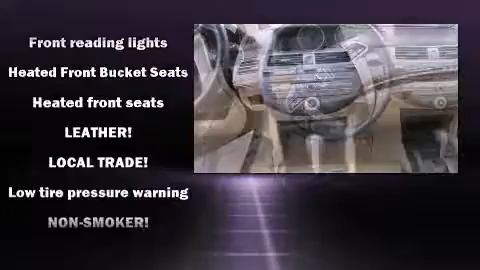 Front reading lights
Heated Front Bucket Seats
Heated front seats
LEATHER!
LOCAL TRADE!
Low tire pressure warning
NON-SMOKER!